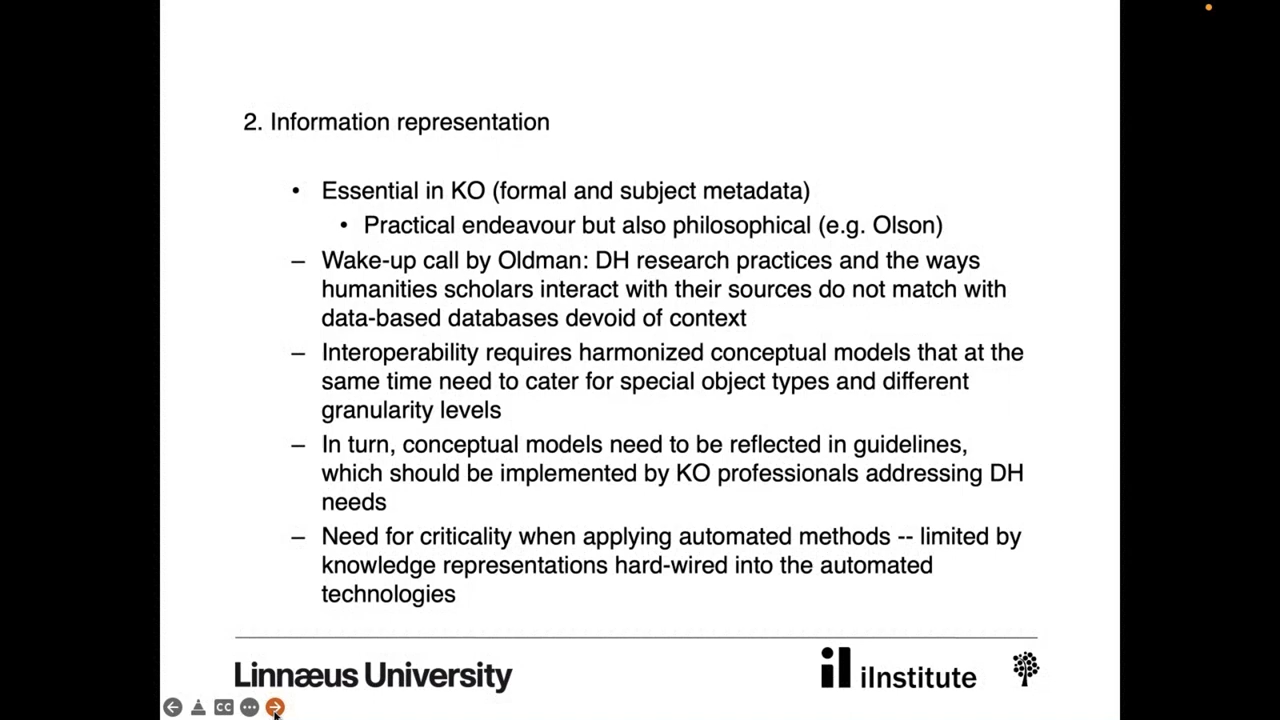 2. Information representation
• Essential in KO (formal and subject metadata)
• Practical endeavour but also philosophical (e.g. Olson)
– Wake-up call by Oldman: DH research practices and the ways
humanities scholars interact with their sources do not match with
data-based databases devoid of context
– Interoperability requires harmonized conceptual models that at the
same time need to cater for special object types and different
granularity levels
– In turn, conceptual models need to be reflected in guidelines,
which should be implemented by KO professionals addressing DH
needs
– Need for criticality when applying automated methods -- limited by
knowledge representations hard-wired into the automated
technologies
Linnæus University
iI iInstitute
CC